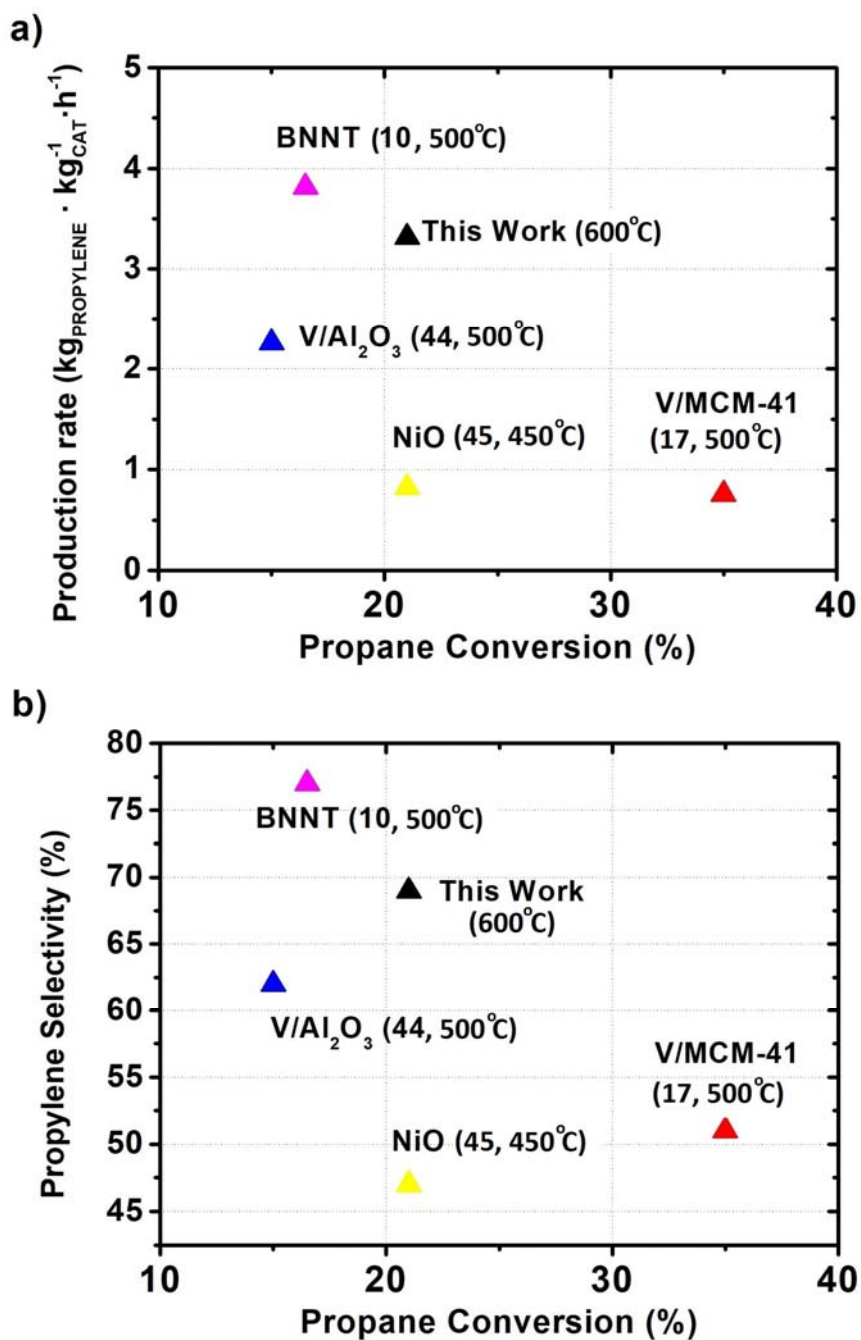 a)
Production rate (kg_PROPYLENE · kg⁻¹_CAT·h⁻¹)
5
4
3
2
1
0
BNNT (10, 500°C)
This Work (600°C)
V/Al₂O₃ (44, 500°C)
NiO (45, 450°C)
V/MCM-41
(17, 500°C)
10 20 30 40
Propane Conversion (%)
b)
Propylene Selectivity (%)
80
75
70
65
60
55
50
45
BNNT (10, 500°C)
This Work
(600°C)
V/Al₂O₃ (44, 500°C)
V/MCM-41
(17, 500°C)
NiO (45, 450°C)
10 20 30 40
Propane Conversion (%)